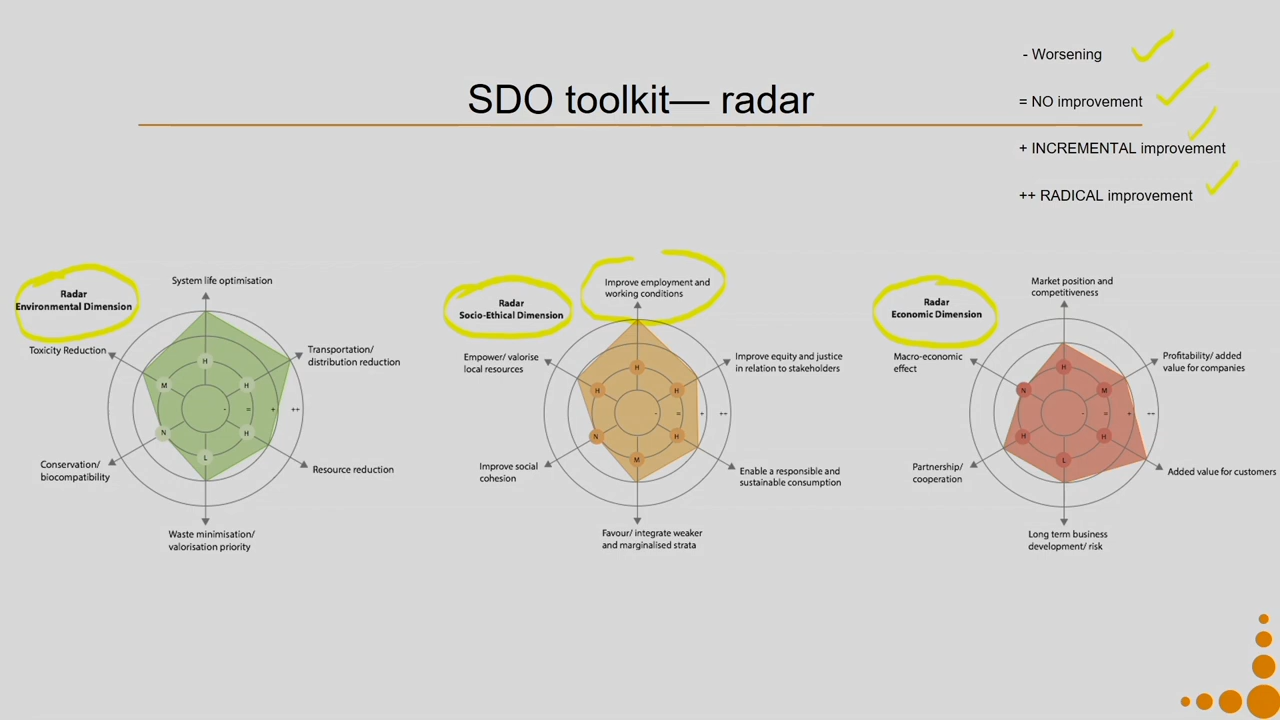 - Worsening
SDO toolkit— radar
= NO improvement
+ INCREMENTAL improvement
++ RADICAL improvement
Radar
Environmental Dimension
System life optimisation
Toxicity Reduction
Transportation/
distribution reduction
H
M
H
- = + ++
N
H
L
Conservation/
biocompatibility
Resource reduction
Waste minimisation/
valorisation priority
Radar
Socio-Ethical Dimension
Improve employment and
working conditions
Empower/ valorise
local resources
Improve equity and justice
in relation to stakeholders
H
H
H
- = + ++
N
H
M
Improve social
cohesion
Enable a responsible and
sustainable consumption
Favour/ integrate weaker
and marginalised strata
Radar
Economic Dimension
Market position and
competitiveness
Macro-economic
effect
Profitability/ added
value for companies
H
N
M
- = + ++
H
H
L
Partnership/
cooperation
Added value for customers
Long term business
development/ risk